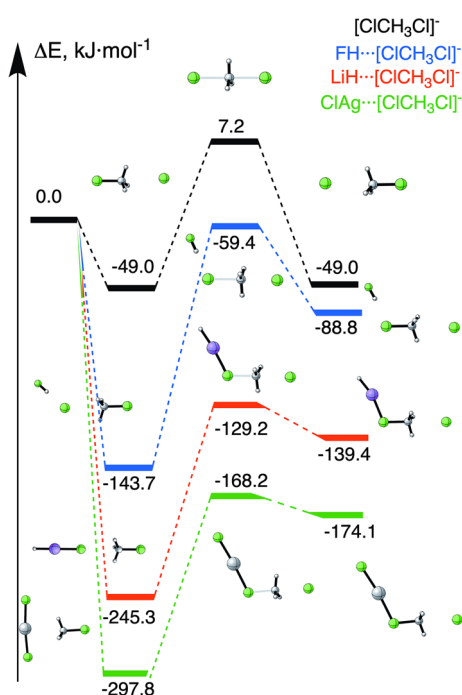 [ClCH₃Cl]⁻
ΔE, kJ·mol⁻¹
FH···[ClCH₃Cl]⁻
LiH···[ClCH₃Cl]⁻
ClAg···[ClCH₃Cl]⁻
7.2
0.0
-49.0
-59.4
-49.0
-88.8
-129.2
-139.4
-143.7
-168.2
-174.1
-245.3
-297.8